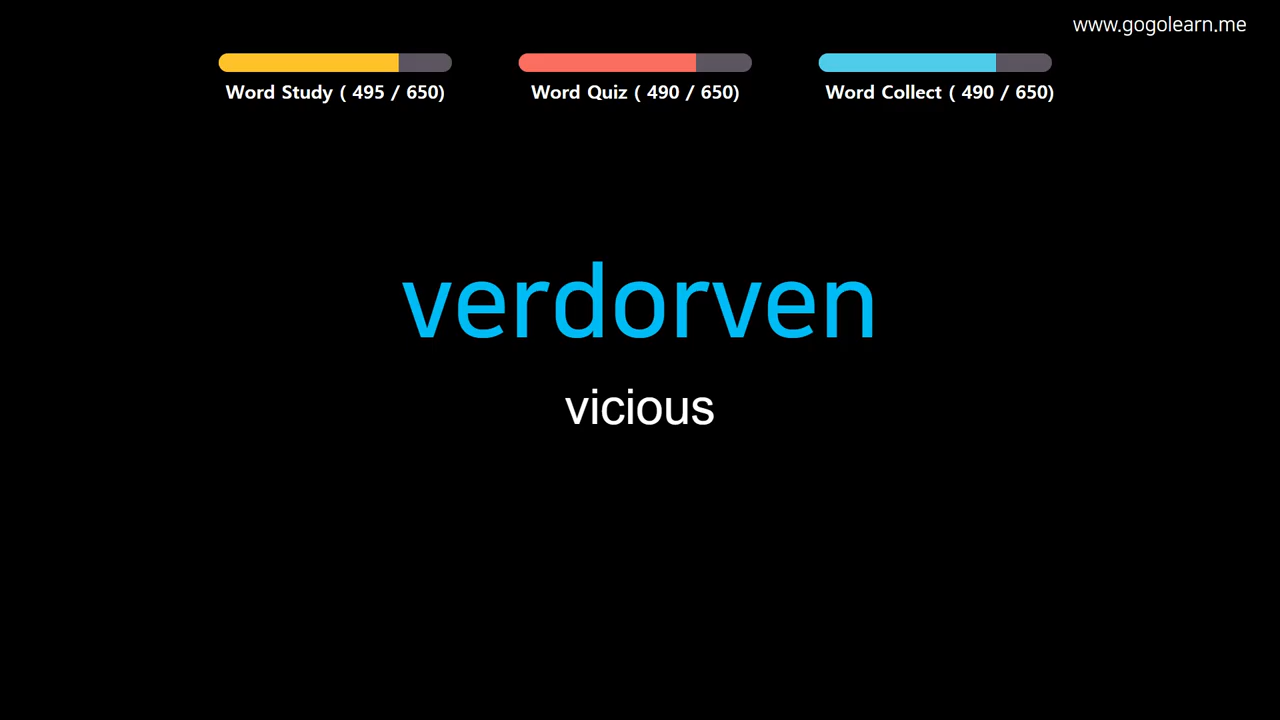 www.gogolearn.me
Word Study ( 495 / 650)
Word Quiz ( 490 / 650)
Word Collect ( 490 / 650)
verdorven
vicious